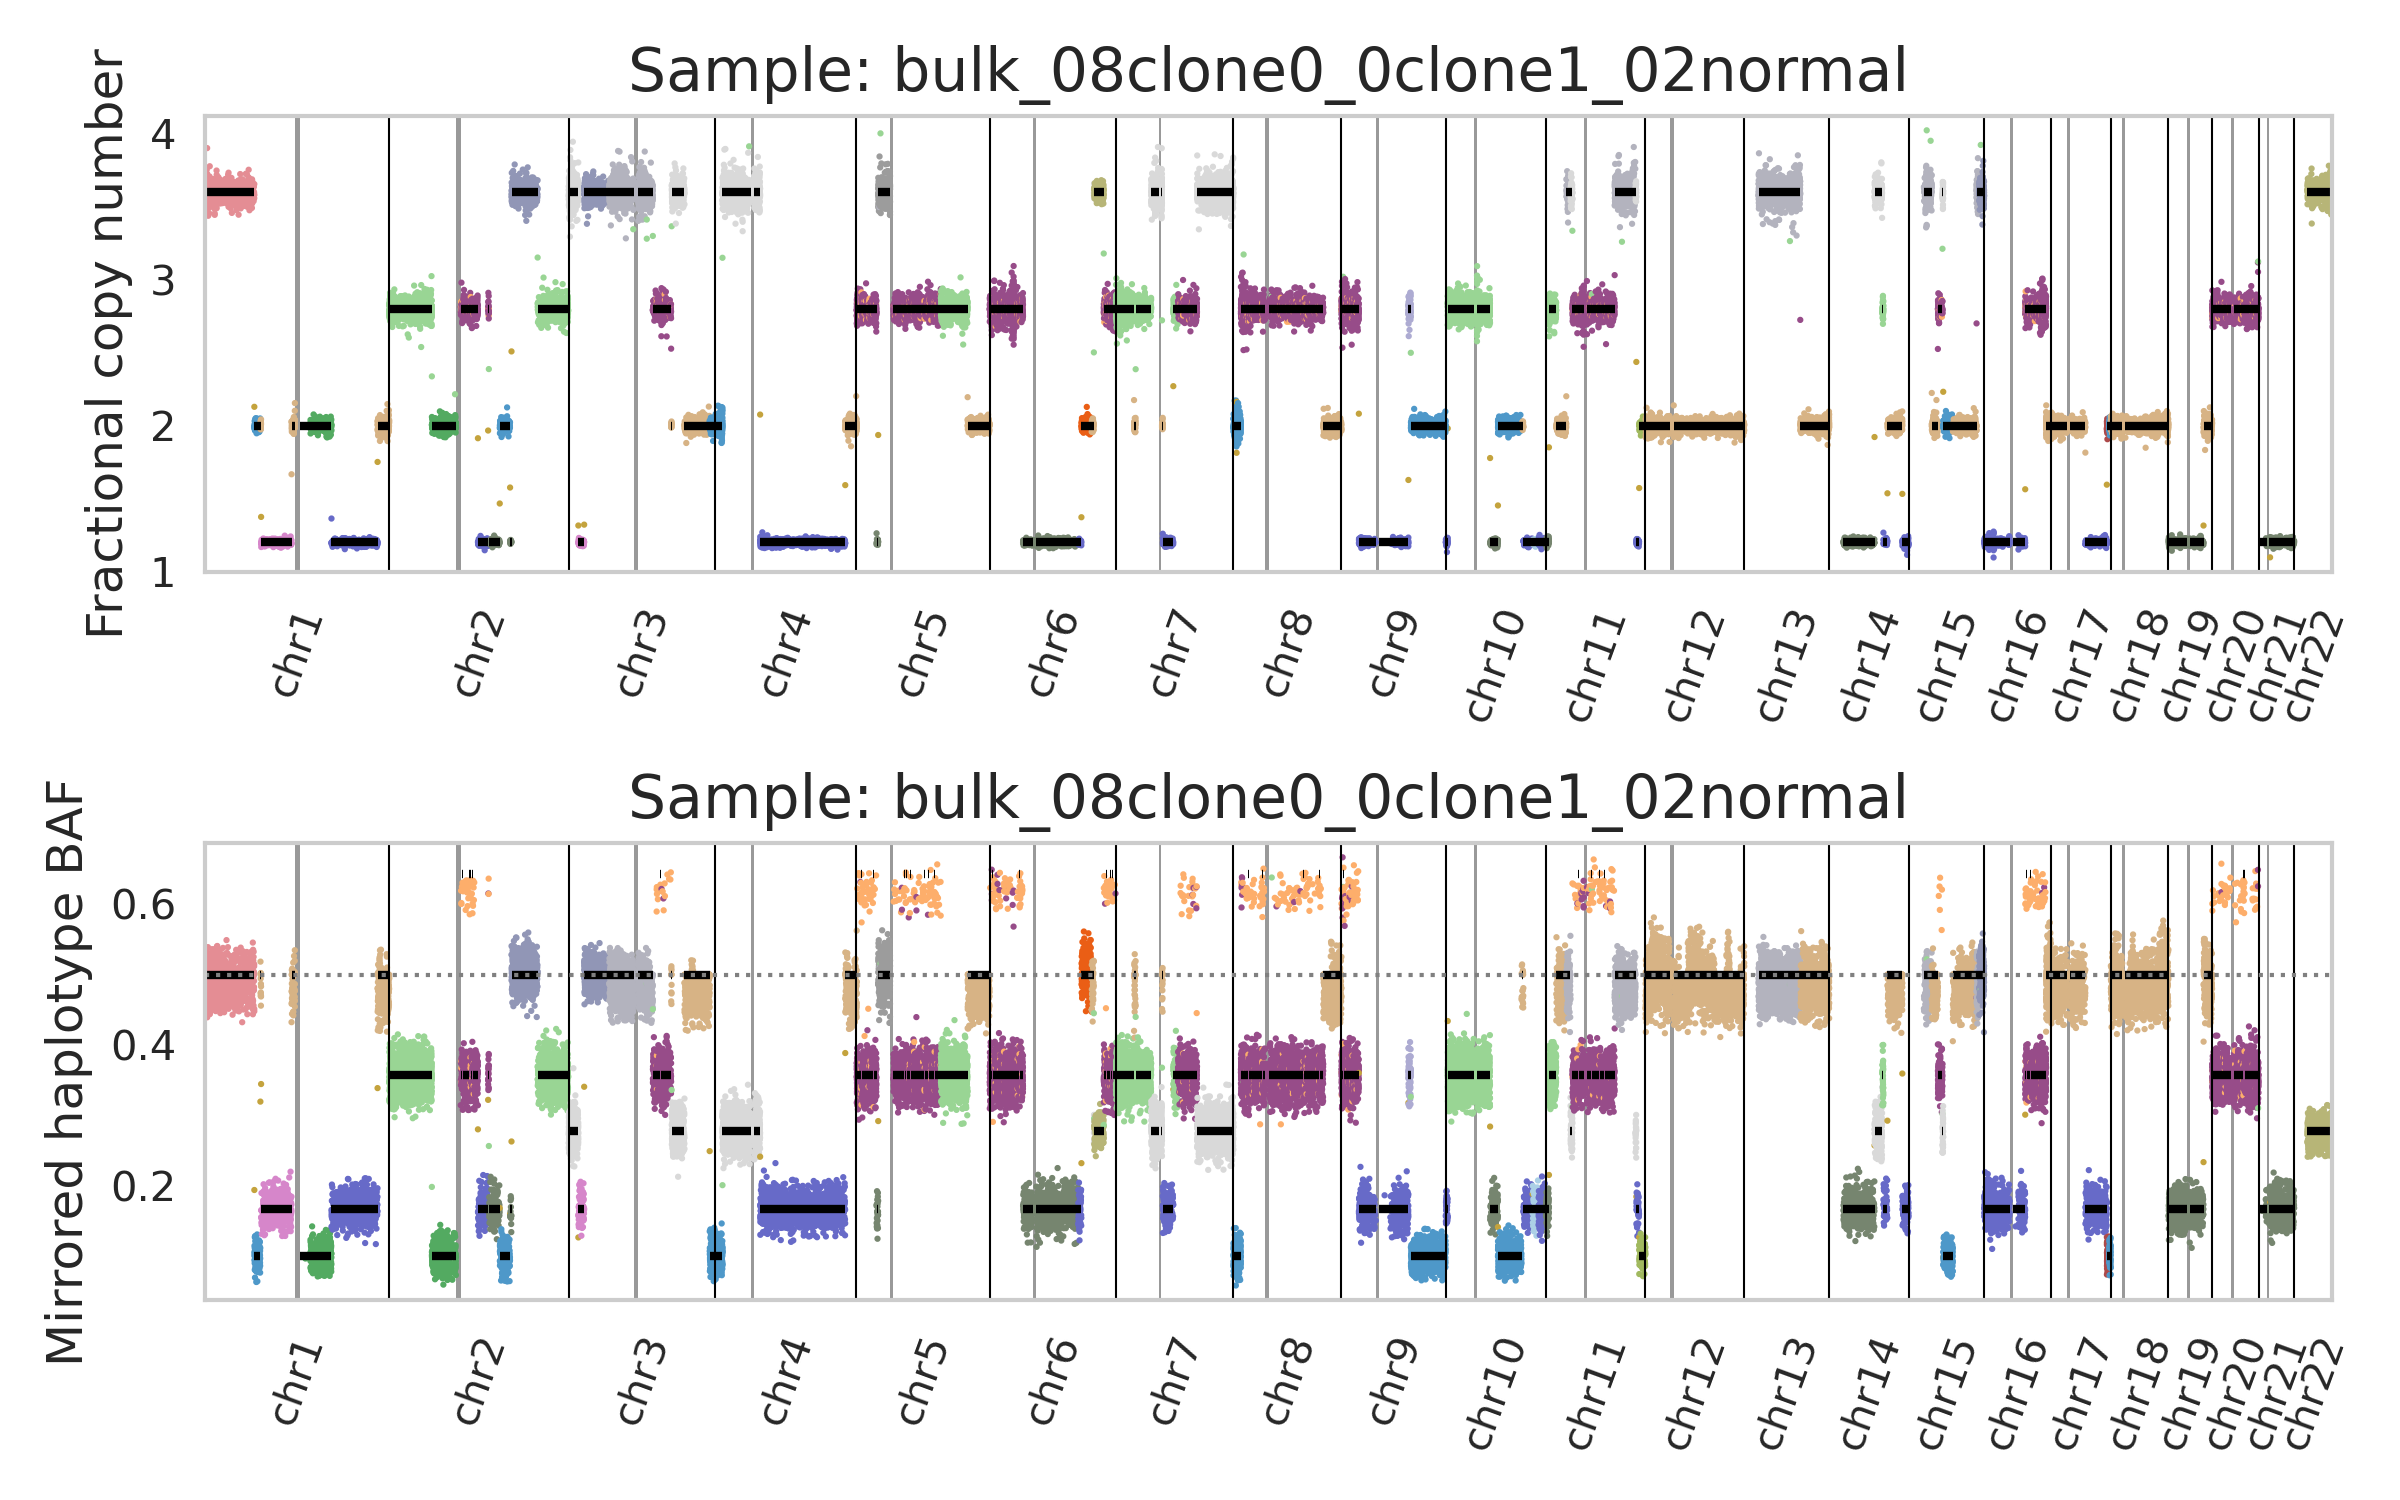 Sample: bulk_08clone0_0clone1_02normal
Fractional copy number
4
3
2
1
chr1 chr2 chr3 chr4 chr5 chr6 chr7 chr8 chr9 chr10 chr11 chr12 chr13 chr14 chr15 chr16 chr17 chr18 chr19 chr20 chr21 chr22
Sample: bulk_08clone0_0clone1_02normal
Mirrored haplotype BAF
0.6
0.4
0.2
chr1 chr2 chr3 chr4 chr5 chr6 chr7 chr8 chr9 chr10 chr11 chr12 chr13 chr14 chr15 chr16 chr17 chr18 chr19 chr20 chr21 chr22